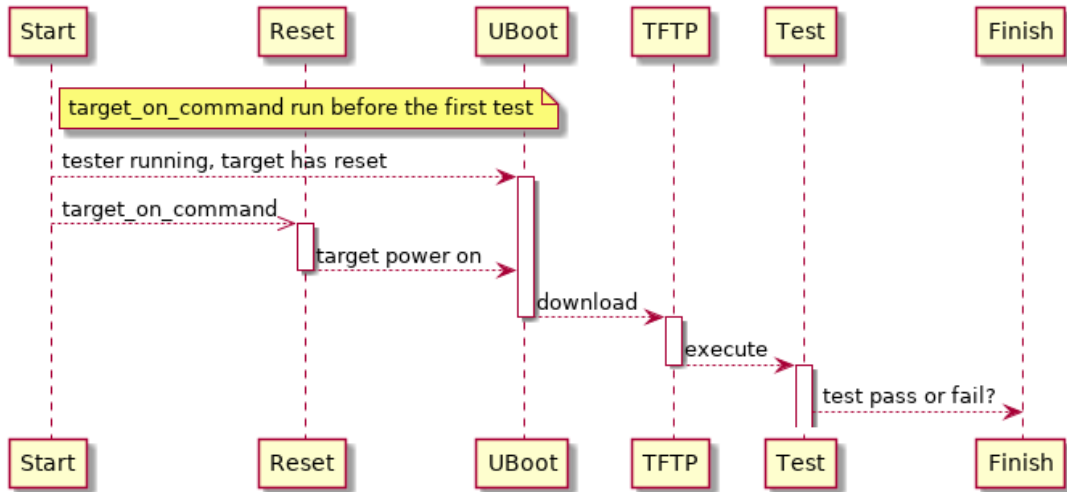 Start Reset UBoot TFTP Test Finish
target_on_command run before the first test
tester running, target has reset
target_on_command
target power on
download
execute
test pass or fail?
Start Reset UBoot TFTP Test Finish